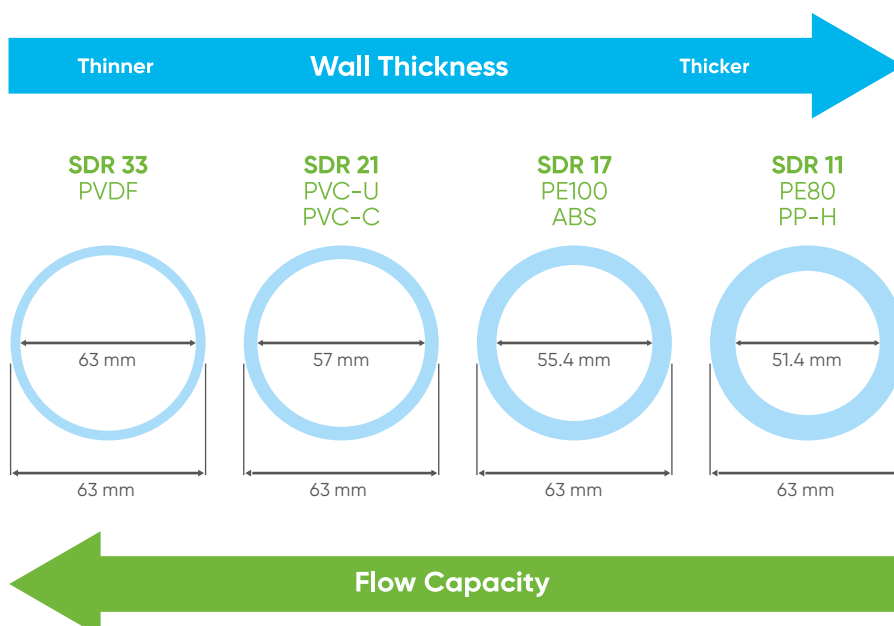 Thinner
Wall Thickness
Thicker
SDR 33
PVDF
SDR 21
PVC-U
PVC-C
SDR 17
PE100
ABS
SDR 11
PE80
PP-H
63 mm
57 mm
55.4 mm
51.4 mm
63 mm
63 mm
63 mm
63 mm
Flow Capacity